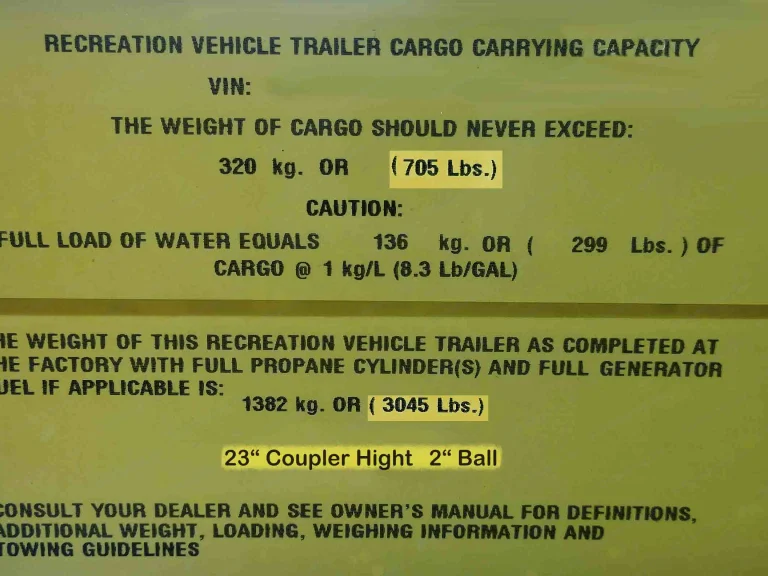 RECREATION VEHICLE TRAILER CARGO CARRYING CAPACITY
VIN:
THE WEIGHT OF CARGO SHOULD NEVER EXCEED:
320 kg. OR (705 Lbs.)
CAUTION:
FULL LOAD OF WATER EQUALS 136 kg. OR ( 299 Lbs. ) OF
CARGO @ 1 kg/L (8.3 Lb/GAL)
HE WEIGHT OF THIS RECREATION VEHICLE TRAILER AS COMPLETED AT
HE FACTORY WITH FULL PROPANE CYLINDER(S) AND FULL GENERATOR
UEL IF APPLICABLE IS:
1382 kg. OR ( 3045 Lbs.)
23“ Coupler Hight 2“ Ball
CONSULT YOUR DEALER AND SEE OWNER'S MANUAL FOR DEFINITIONS,
ADDITIONAL WEIGHT, LOADING, WEIGHING INFORMATION AND
TOWING GUIDELINES